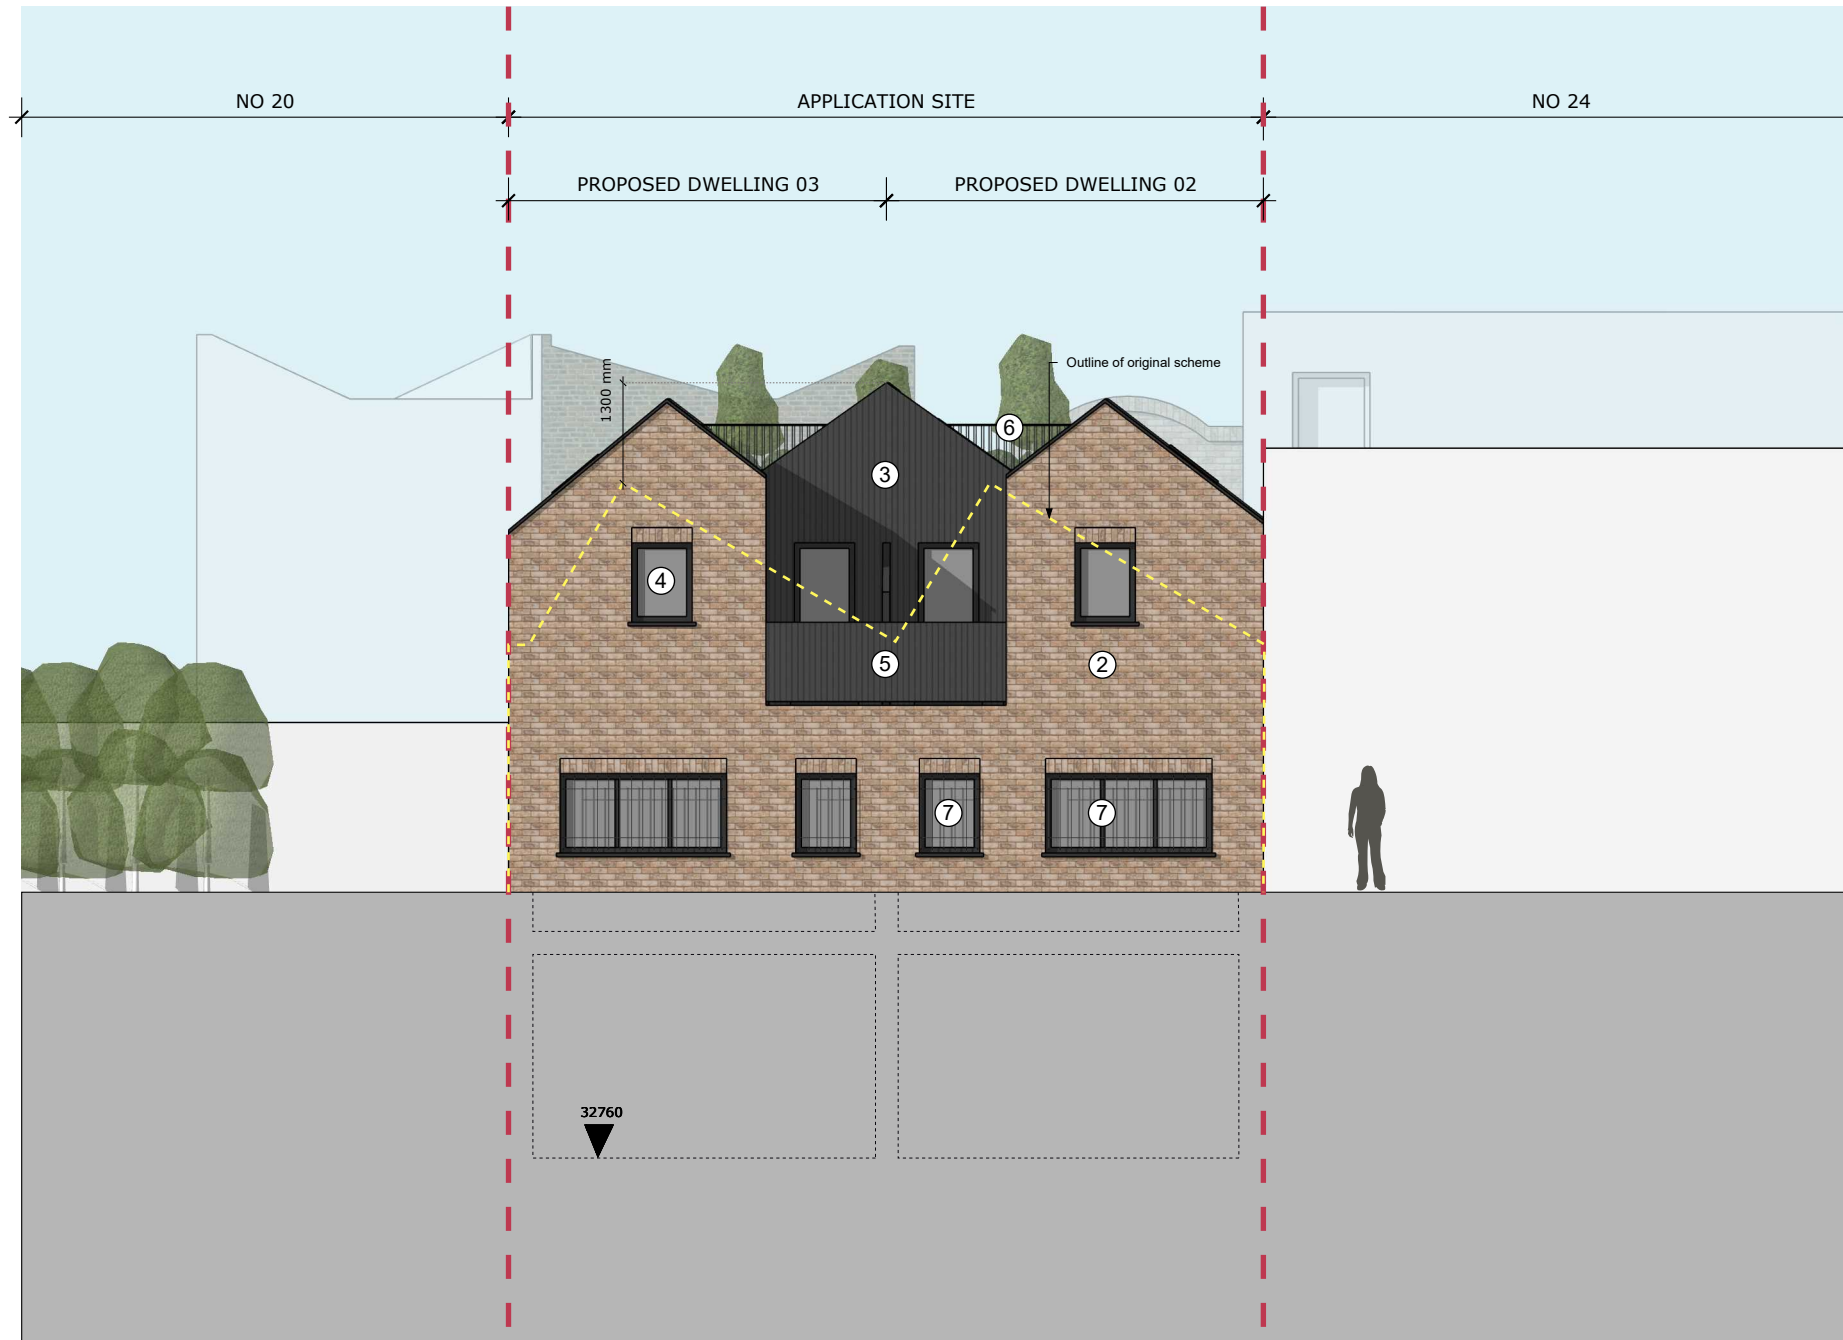 NO 20
APPLICATION SITE
NO 24
PROPOSED DWELLING 03
PROPOSED DWELLING 02
1300 mm
Outline of original scheme
6
3
4
5
2
7
7
32760